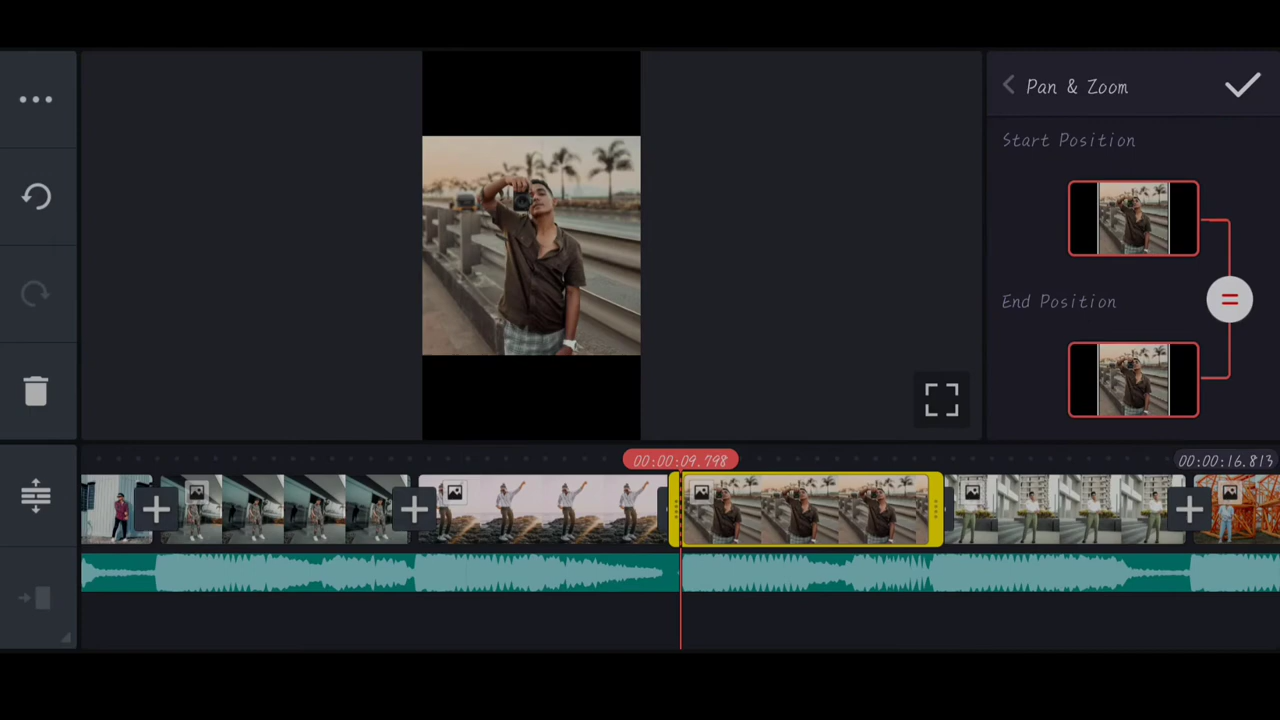 Pan & Zoom
Start Position
End Position
00:00:09.798
00:00:16.813